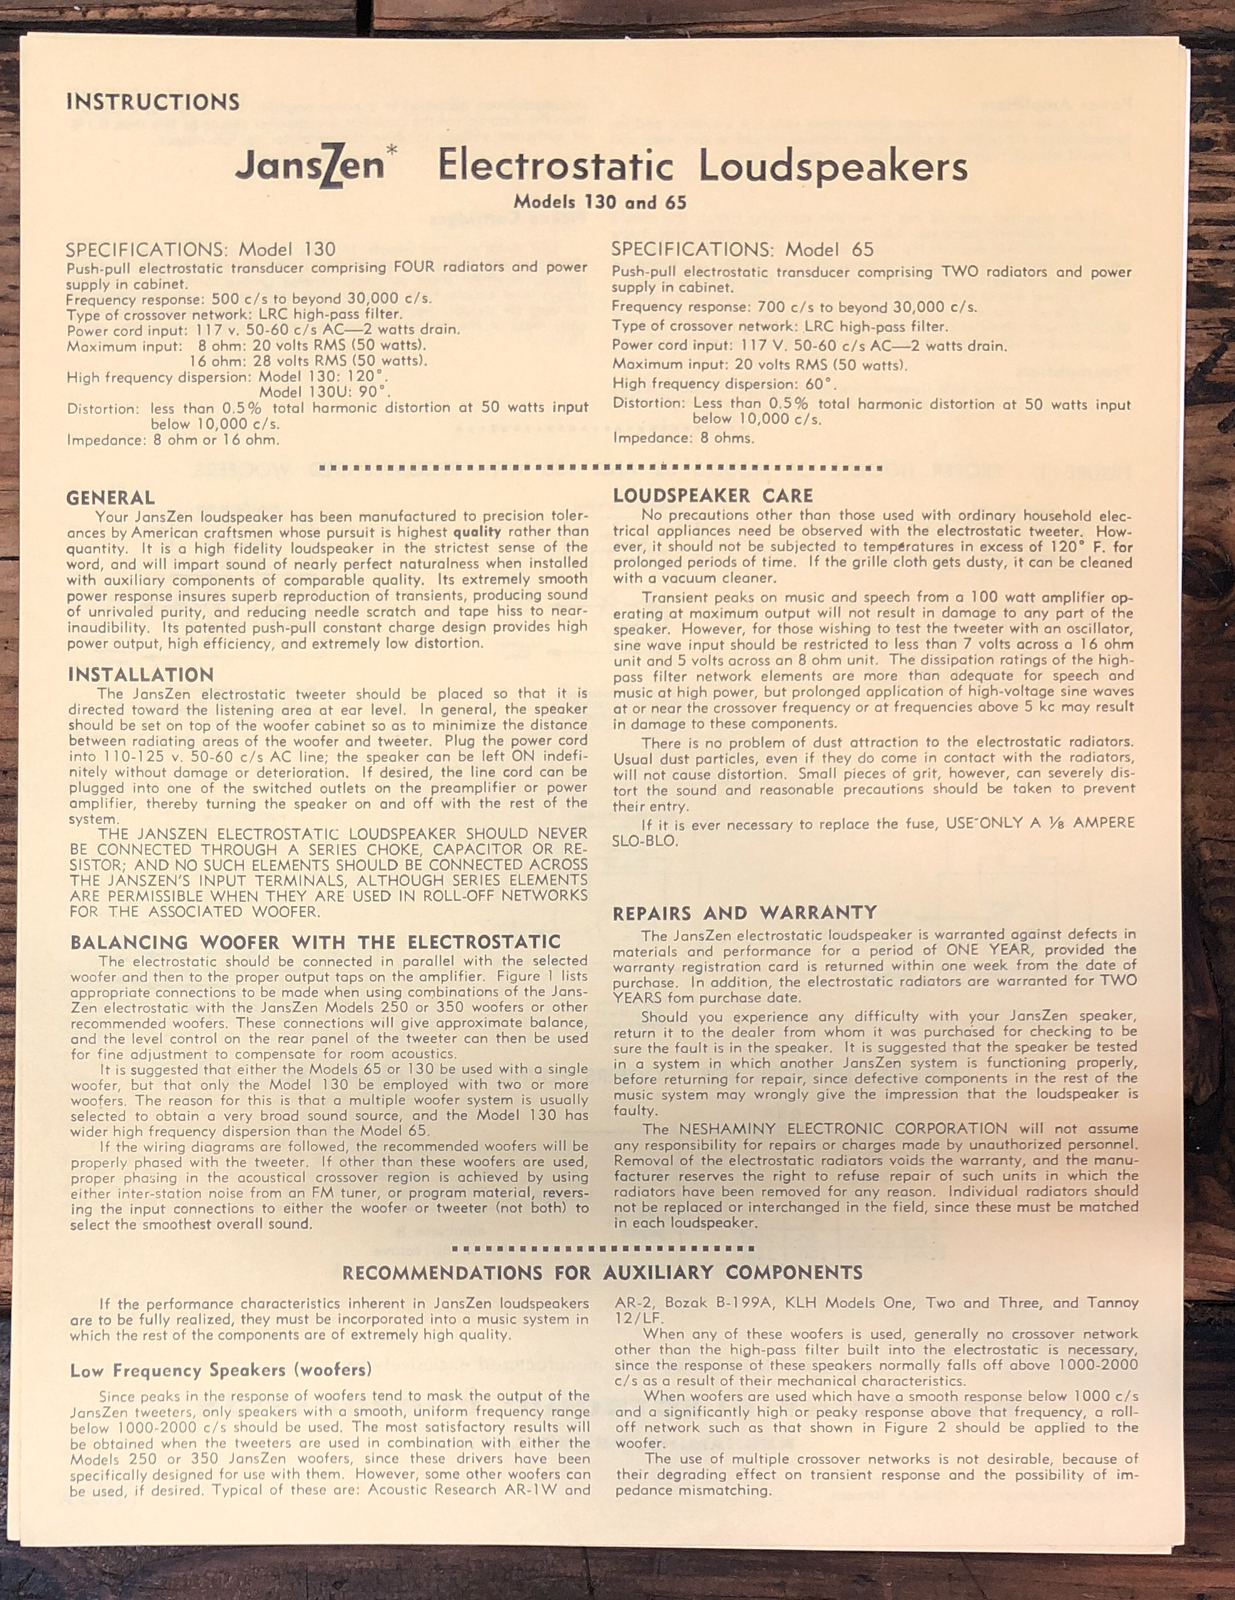 INSTRUCTIONS
JansZen* Electrostatic Loudspeakers
Models 130 and 65
SPECIFICATIONS: Model 130
Push-pull electrostatic transducer comprising FOUR radiators and power
supply in cabinet.
Frequency response: 500 c/s to beyond 30,000 c/s.
Type of crossover network: LRC high-pass filter.
Power cord input: 117 v. 50-60 c/s AC—2 watts drain.
Maximum input: 8 ohm: 20 volts RMS (50 watts).
16 ohm: 28 volts RMS (50 watts).
High frequency dispersion: Model 130: 120°.
Model 130U: 90°.
Distortion: less than 0.5% total harmonic distortion at 50 watts input
below 10,000 c/s.
Impedance: 8 ohm or 16 ohm.
SPECIFICATIONS: Model 65
Push-pull electrostatic transducer comprising TWO radiators and power
supply in cabinet.
Frequency response: 700 c/s to beyond 30,000 c/s.
Type of crossover network: LRC high-pass filter.
Power cord input: 117 V. 50-60 c/s AC—2 watts drain.
Maximum input: 20 volts RMS (50 watts).
High frequency dispersion: 60°.
Distortion: Less than 0.5% total harmonic distortion at 50 watts input
below 10,000 c/s.
Impedance: 8 ohms.
GENERAL
Your JansZen loudspeaker has been manufactured to precision toler-
ances by American craftsmen whose pursuit is highest quality rather than
quantity. It is a high fidelity loudspeaker in the strictest sense of the
word, and will impart sound of nearly perfect naturalness when installed
with auxiliary components of comparable quality. Its extremely smooth
power response insures superb reproduction of transients, producing sound
of unrivaled purity, and reducing needle scratch and tape hiss to near-
inaudibility. Its patented push-pull constant charge design provides high
power output, high efficiency, and extremely low distortion.
INSTALLATION
The JansZen electrostatic tweeter should be placed so that it is
directed toward the listening area at ear level. In general, the speaker
should be set on top of the woofer cabinet so as to minimize the distance
between radiating areas of the woofer and tweeter. Plug the power cord
into 110-125 v. 50-60 c/s AC line; the speaker can be left ON indefi-
nitely without damage or deterioration. If desired, the line cord can be
plugged into one of the switched outlets on the preamplifier or power
amplifier, thereby turning the speaker on and off with the rest of the
system.
THE JANSZEN ELECTROSTATIC LOUDSPEAKER SHOULD NEVER
BE CONNECTED THROUGH A SERIES CHOKE, CAPACITOR OR RE-
SISTOR; AND NO SUCH ELEMENTS SHOULD BE CONNECTED ACROSS
THE JANSZEN'S INPUT TERMINALS, ALTHOUGH SERIES ELEMENTS
ARE PERMISSIBLE WHEN THEY ARE USED IN ROLL-OFF NETWORKS
FOR THE ASSOCIATED WOOFER.
BALANCING WOOFER WITH THE ELECTROSTATIC
The electrostatic should be connected in parallel with the selected
woofer and then to the proper output taps on the amplifier. Figure 1 lists
appropriate connections to be made when using combinations of the Jans-
Zen electrostatic with the JansZen Models 250 or 350 woofers or other
recommended woofers. These connections will give approximate balance,
and the level control on the rear panel of the tweeter can then be used
for fine adjustment to compensate for room acoustics.
It is suggested that either the Models 65 or 130 be used with a single
woofer, but that only the Model 130 be employed with two or more
woofers. The reason for this is that a multiple woofer system is usually
selected to obtain a very broad sound source, and the Model 130 has
wider high frequency dispersion than the Model 65.
If the wiring diagrams are followed, the recommended woofers will be
properly phased with the tweeter. If other than these woofers are used,
proper phasing in the acoustical crossover region is achieved by using
either inter-station noise from an FM tuner, or program material, revers-
ing the input connections to either the woofer or tweeter (not both) to
select the smoothest overall sound.
LOUDSPEAKER CARE
No precautions other than those used with ordinary household elec-
trical appliances need be observed with the electrostatic tweeter. How-
ever, it should not be subjected to temperatures in excess of 120° F. for
prolonged periods of time. If the grille cloth gets dusty, it can be cleaned
with a vacuum cleaner.
Transient peaks on music and speech from a 100 watt amplifier op-
erating at maximum output will not result in damage to any part of the
speaker. However, for those wishing to test the tweeter with an oscillator,
sine wave input should be restricted to less than 7 volts across a 16 ohm
unit and 5 volts across an 8 ohm unit. The dissipation ratings of the high-
pass filter network elements are more than adequate for speech and
music at high power, but prolonged application of high-voltage sine waves
at or near the crossover frequency or at frequencies above 5 kc may result
in damage to these components.
There is no problem of dust attraction to the electrostatic radiators.
Usual dust particles, even if they do come in contact with the radiators,
will not cause distortion. Small pieces of grit, however, can severely dis-
tort the sound and reasonable precautions should be taken to prevent
their entry.
If it is ever necessary to replace the fuse, USE ONLY A ⅛ AMPERE
SLO-BLO.
REPAIRS AND WARRANTY
The JansZen electrostatic loudspeaker is warranted against defects in
materials and performance for a period of ONE YEAR, provided the
warranty registration card is returned within one week from the date of
purchase. In addition, the electrostatic radiators are warranted for TWO
YEARS fom purchase date.
Should you experience any difficulty with your JansZen speaker,
return it to the dealer from whom it was purchased for checking to be
sure the fault is in the speaker. It is suggested that the speaker be tested
in a system in which another JansZen system is functioning properly,
before returning for repair, since defective components in the rest of the
music system may wrongly give the impression that the loudspeaker is
faulty.
The NESHAMINY ELECTRONIC CORPORATION will not assume
any responsibility for repairs or charges made by unauthorized personnel.
Removal of the electrostatic radiators voids the warranty, and the manu-
facturer reserves the right to refuse repair of such units in which the
radiators have been removed for any reason. Individual radiators should
not be replaced or interchanged in the field, since these must be matched
in each loudspeaker.
RECOMMENDATIONS FOR AUXILIARY COMPONENTS
If the performance characteristics inherent in JansZen loudspeakers
are to be fully realized, they must be incorporated into a music system in
which the rest of the components are of extremely high quality.
Low Frequency Speakers (woofers)
Since peaks in the response of woofers tend to mask the output of the
JansZen tweeters, only speakers with a smooth, uniform frequency range
below 1000-2000 c/s should be used. The most satisfactory results will
be obtained when the tweeters are used in combination with either the
Models 250 or 350 JansZen woofers, since these drivers have been
specifically designed for use with them. However, some other woofers can
be used, if desired. Typical of these are: Acoustic Research AR-1W and
AR-2, Bozak B-199A, KLH Models One, Two and Three, and Tannoy
12/LF.
When any of these woofers is used, generally no crossover network
other than the high-pass filter built into the electrostatic is necessary,
since the response of these speakers normally falls off above 1000-2000
c/s as a result of their mechanical characteristics.
When woofers are used which have a smooth response below 1000 c/s
and a significantly high or peaky response above that frequency, a roll-
off network such as that shown in Figure 2 should be applied to the
woofer.
The use of multiple crossover networks is not desirable, because of
their degrading effect on transient response and the possibility of im-
pedance mismatching.